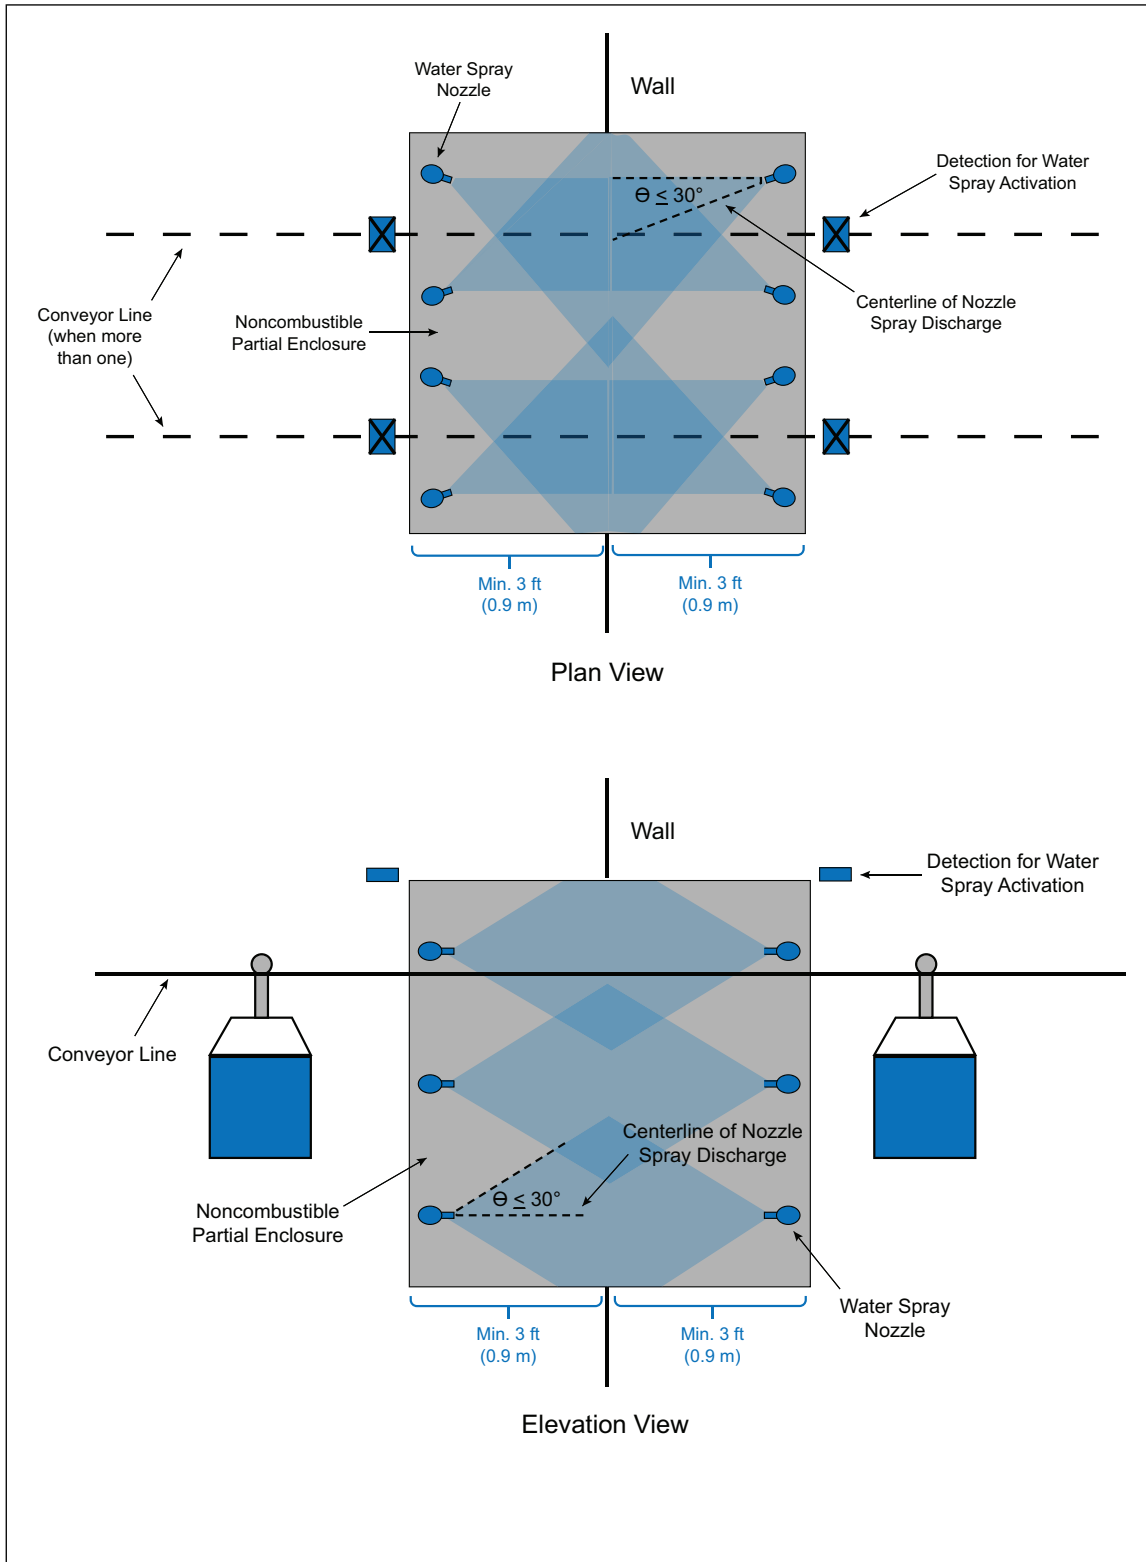 Water Spray
Nozzle
Wall
Detection for Water
Spray Activation
Ɵ ≤ 30°
Conveyor Line
(when more
than one)
Noncombustible
Partial Enclosure
Centerline of Nozzle
Spray Discharge
Min. 3 ft
(0.9 m)
Min. 3 ft
(0.9 m)
Plan View
Wall
Detection for Water
Spray Activation
Conveyor Line
Centerline of Nozzle
Spray Discharge
Ɵ ≤ 30°
Noncombustible
Partial Enclosure
Water Spray
Nozzle
Min. 3 ft
(0.9 m)
Min. 3 ft
(0.9 m)
Elevation View